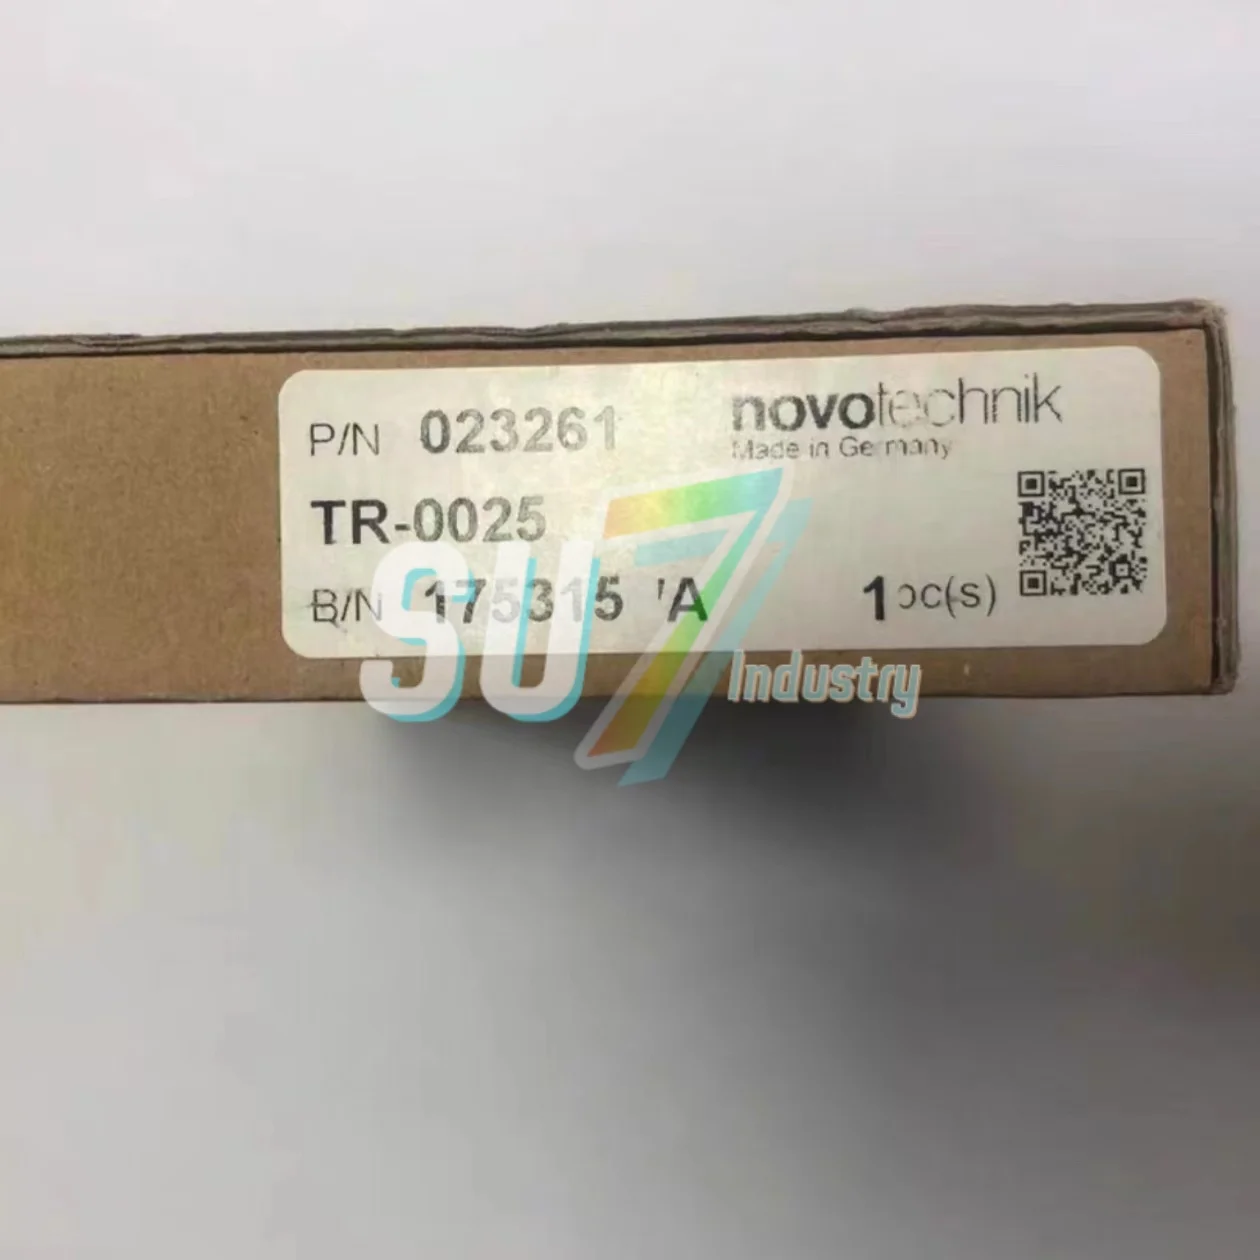 P/N 023261
novotechnik
Made in Germany
TR-0025
B/N 175315 'A
1 pc(s)
SU7 Industry